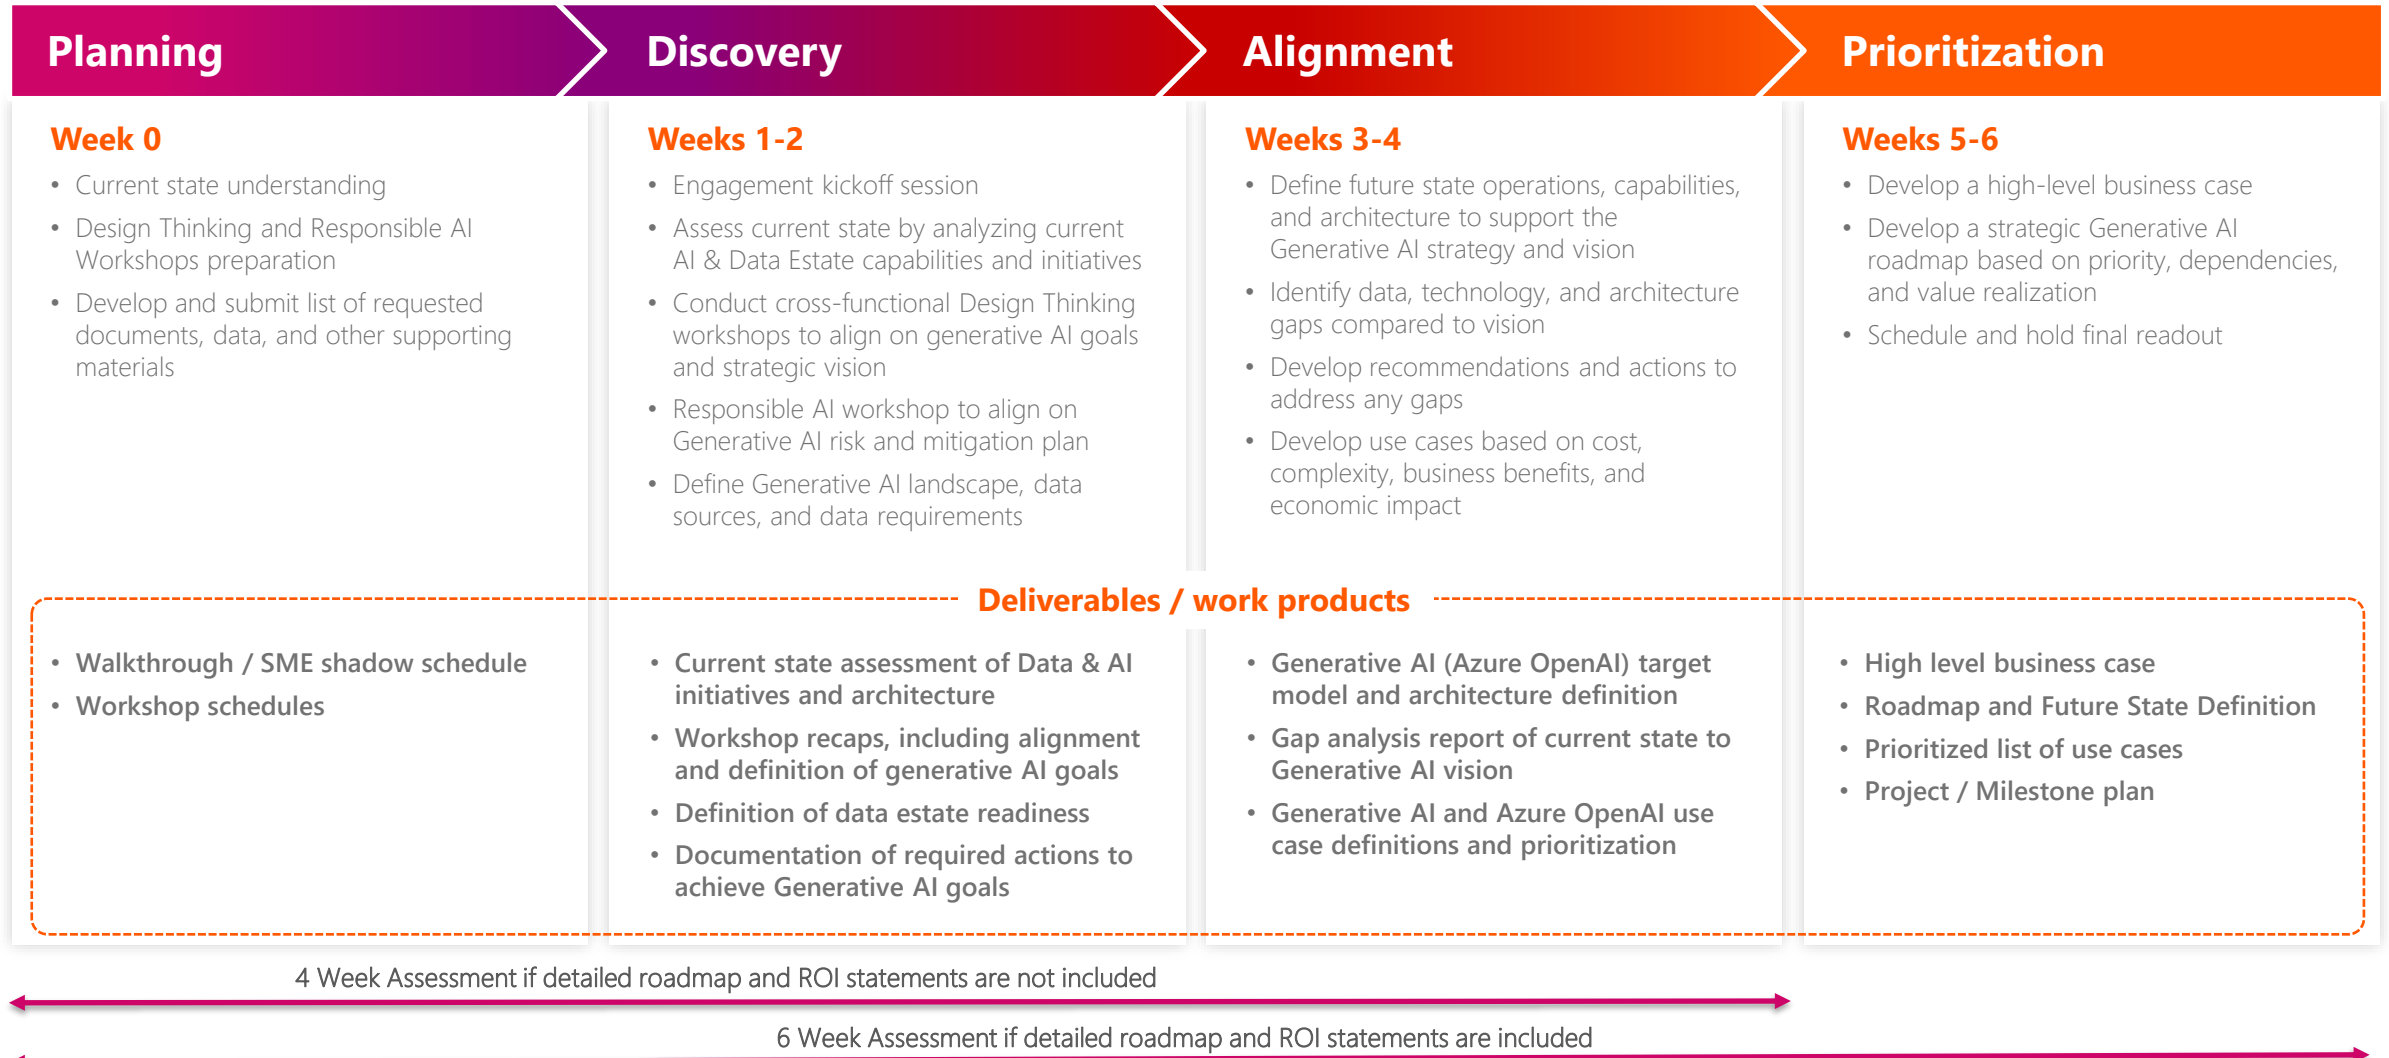 Planning
Discovery
Alignment
Prioritization
Week 0
• Current state understanding
• Design Thinking and Responsible AI
Workshops preparation
• Develop and submit list of requested
documents, data, and other supporting
materials
Weeks 1-2
• Engagement kickoff session
• Assess current state by analyzing current
AI & Data Estate capabilities and initiatives
• Conduct cross-functional Design Thinking
workshops to align on generative AI goals
and strategic vision
• Responsible AI workshop to align on
Generative AI risk and mitigation plan
• Define Generative AI landscape, data
sources, and data requirements
Weeks 3-4
• Define future state operations, capabilities,
and architecture to support the
Generative AI strategy and vision
• Identify data, technology, and architecture
gaps compared to vision
• Develop recommendations and actions to
address any gaps
• Develop use cases based on cost,
complexity, business benefits, and
economic impact
Weeks 5-6
• Develop a high-level business case
• Develop a strategic Generative AI
roadmap based on priority, dependencies,
and value realization
• Schedule and hold final readout
Deliverables / work products
• Walkthrough / SME shadow schedule
• Workshop schedules
• Current state assessment of Data & AI
initiatives and architecture
• Workshop recaps, including alignment
and definition of generative AI goals
• Definition of data estate readiness
• Documentation of required actions to
achieve Generative AI goals
• Generative AI (Azure OpenAI) target
model and architecture definition
• Gap analysis report of current state to
Generative AI vision
• Generative AI and Azure OpenAI use
case definitions and prioritization
• High level business case
• Roadmap and Future State Definition
• Prioritized list of use cases
• Project / Milestone plan
4 Week Assessment if detailed roadmap and ROI statements are not included
6 Week Assessment if detailed roadmap and ROI statements are included